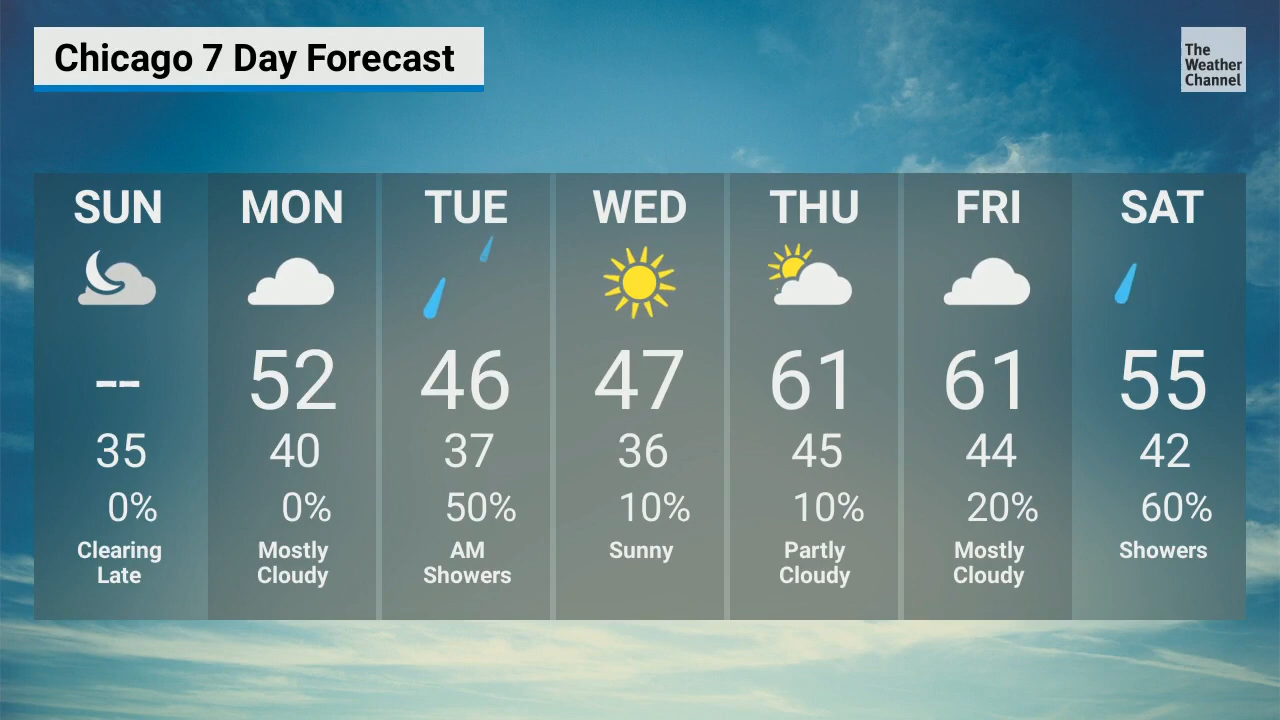 Chicago 7 Day Forecast
The
Weather
Channel
SUN MON TUE WED THU FRI SAT
-- 52 46 47 61 61 55
35 40 37 36 45 44 42
0% 0% 50% 10% 10% 20% 60%
Clearing Mostly AM Sunny Partly Mostly Showers
Late Cloudy Showers Cloudy Cloudy